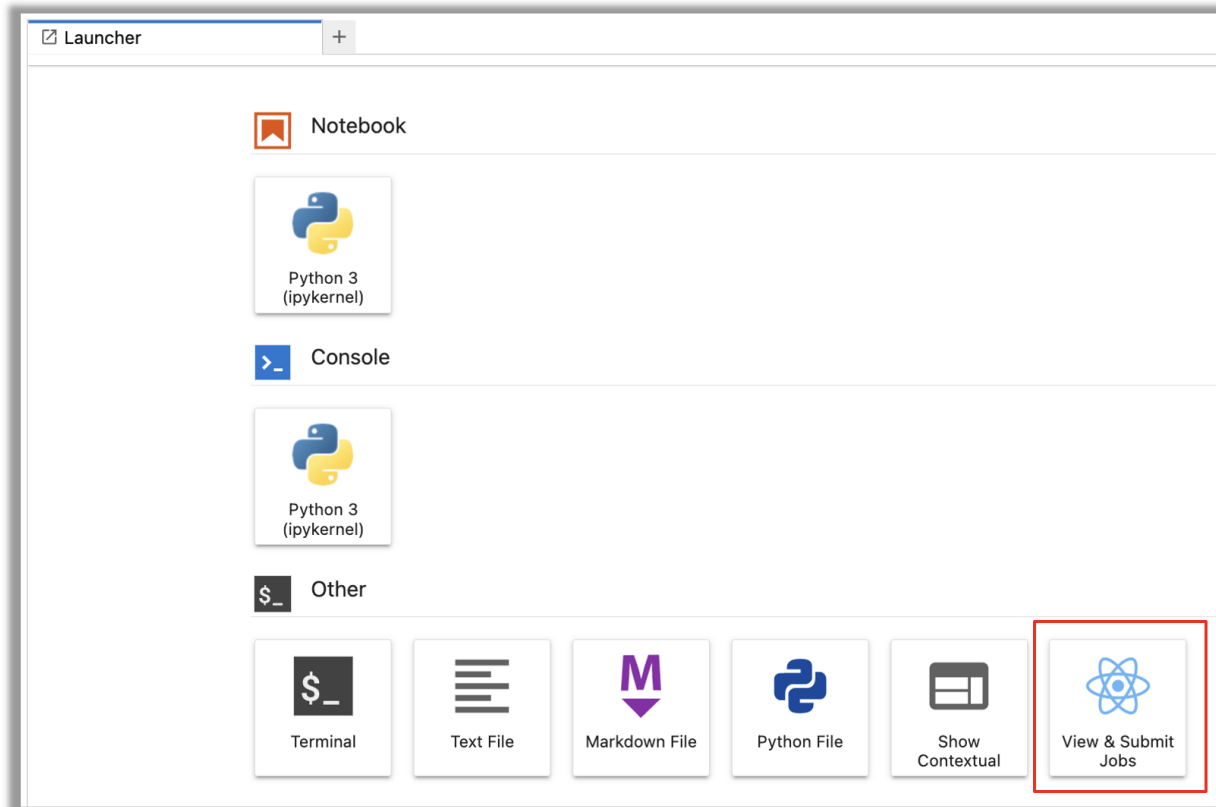 Launcher
+
Notebook
Python 3
(ipykernel)
>_
Console
Python 3
(ipykernel)
$_
Other
$_
Terminal
Text File
M
Markdown File
Python File
Show
Contextual
View & Submit
Jobs